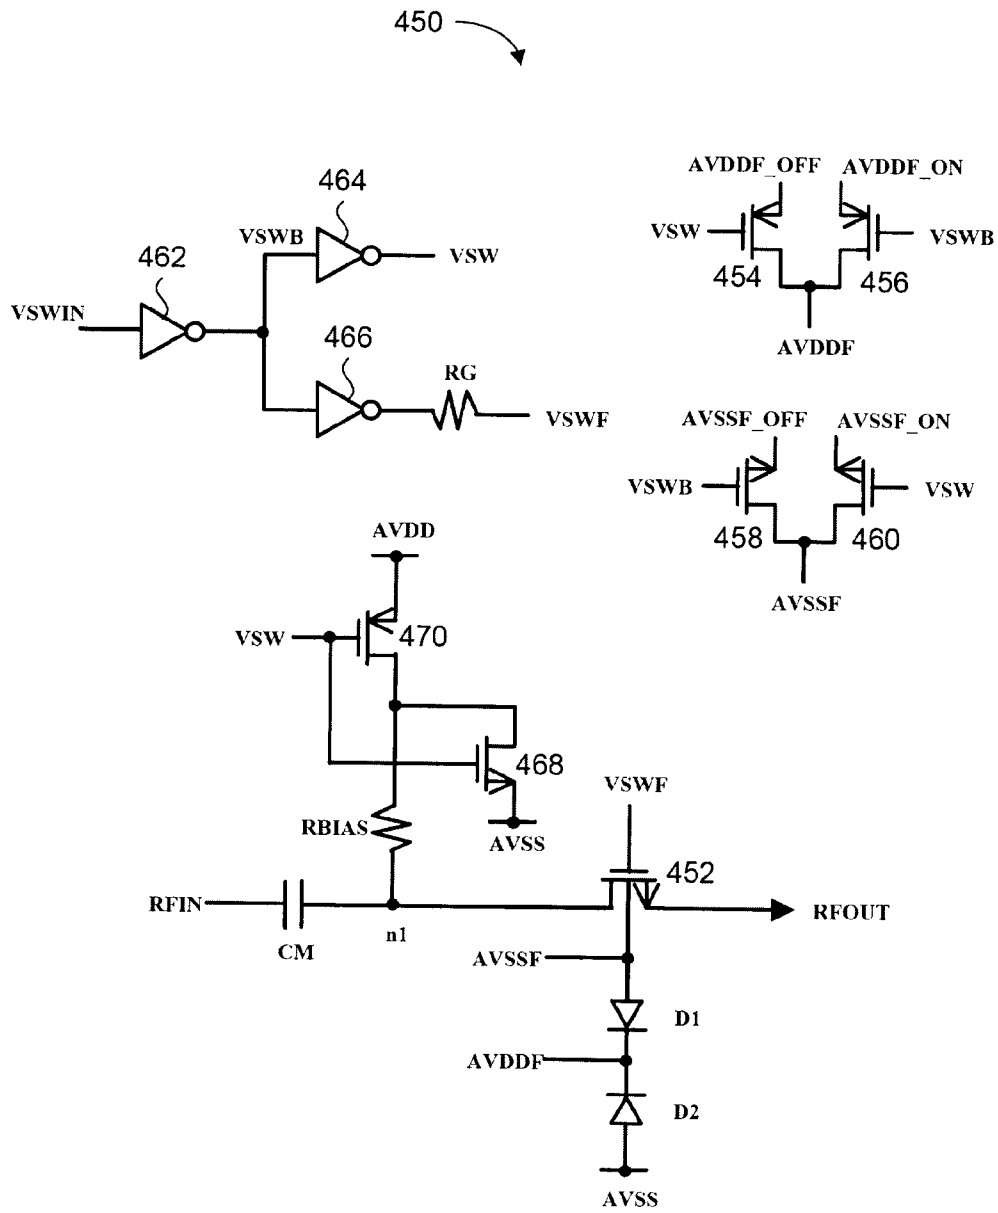 450
464
VSWB
VSW
462
VSWIN
466
RG
VSWF
AVDDF_OFF
AVDDF_ON
VSW
VSWB
454
456
AVDDF
AVSSF_OFF
AVSSF_ON
VSWB
VSW
458
460
AVSSF
AVDD
VSW
470
468
RBIAS
AVSS
VSWF
452
RFIN
RFOUT
CM
n1
AVSSF
D1
AVDDF
D2
AVSS